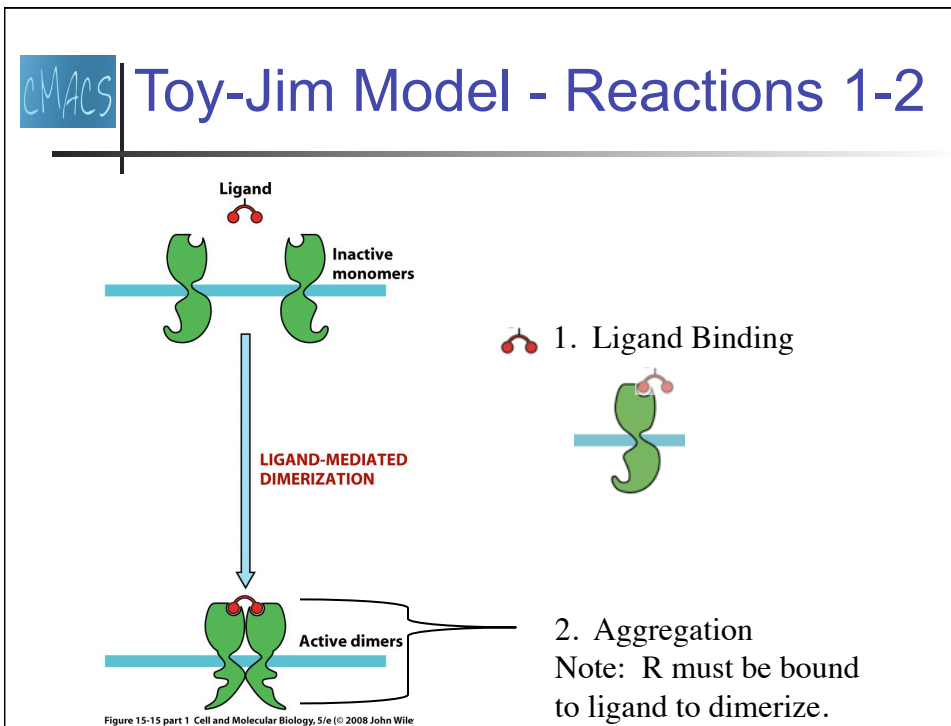 CMACS
Toy-Jim Model - Reactions 1-2
Ligand
Inactive
monomers
LIGAND-MEDIATED
DIMERIZATION
Active dimers
Figure 15-15 part 1 Cell and Molecular Biology, 5/e (© 2008 John Wile
1. Ligand Binding
2. Aggregation
Note: R must be bound
to ligand to dimerize.